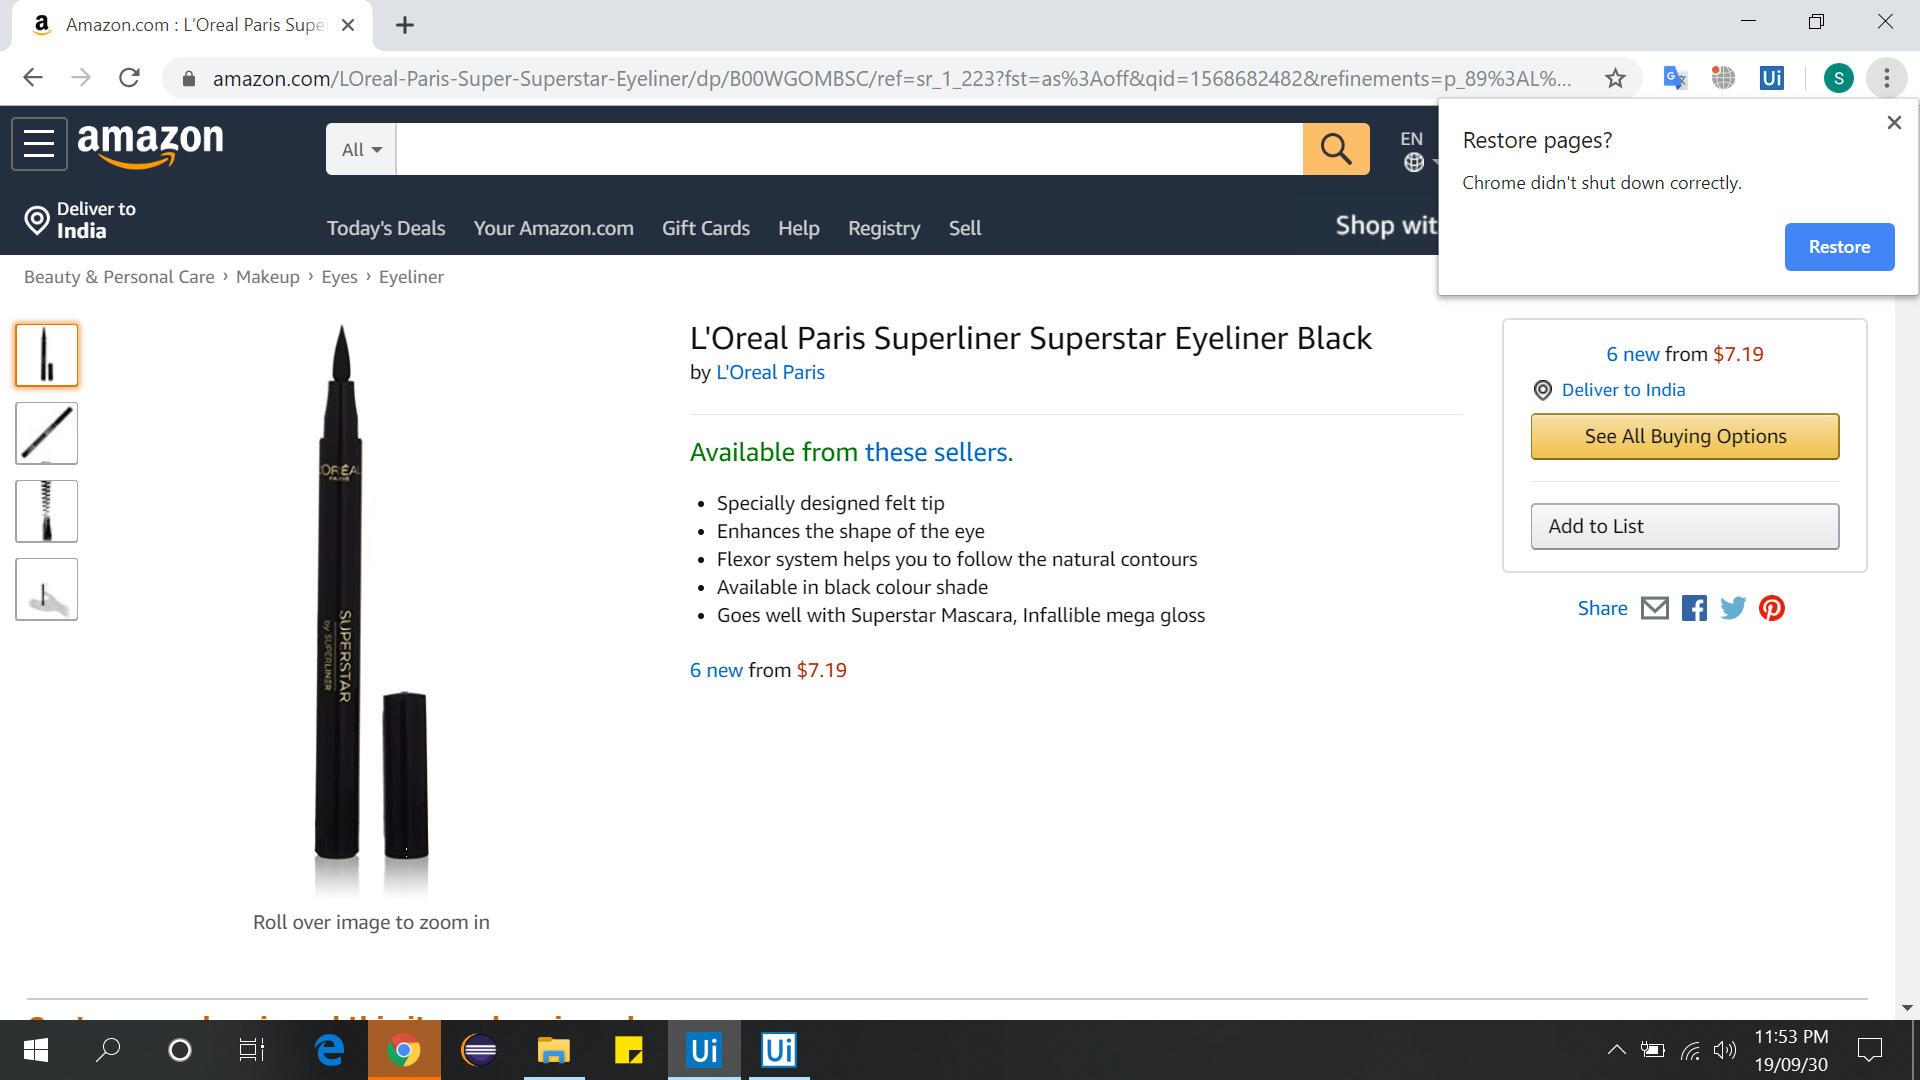 Amazon.com : L'Oreal Paris Supe
amazon.com/LOreal-Paris-Super-Superstar-Eyeliner/dp/B00WGOMBSC/ref=sr_1_223?fst=as%3Aoff&qid=1568682482&refinements=p_89%3AL%...
Ui
S
Restore pages?
Chrome didn't shut down correctly.
Restore
amazon
All
EN
Deliver to
India
Today's Deals
Your Amazon.com
Gift Cards
Help
Registry
Sell
Shop wit
Beauty & Personal Care › Makeup › Eyes › Eyeliner
L'Oreal Paris Superliner Superstar Eyeliner Black
by L'Oreal Paris
Available from these sellers.
• Specially designed felt tip
• Enhances the shape of the eye
• Flexor system helps you to follow the natural contours
• Available in black colour shade
• Goes well with Superstar Mascara, Infallible mega gloss
6 new from $7.19
6 new from $7.19
Deliver to India
See All Buying Options
Add to List
Share
L'ORÉAL
PARIS
SUPERSTAR
by SUPERLINER
Roll over image to zoom in
Ui
Ui
11:53 PM
19/09/30